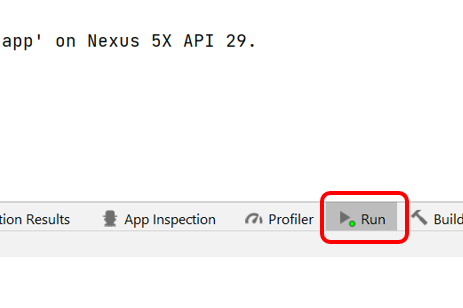 app' on Nexus 5X API 29.
tion Results App Inspection Profiler Run Build